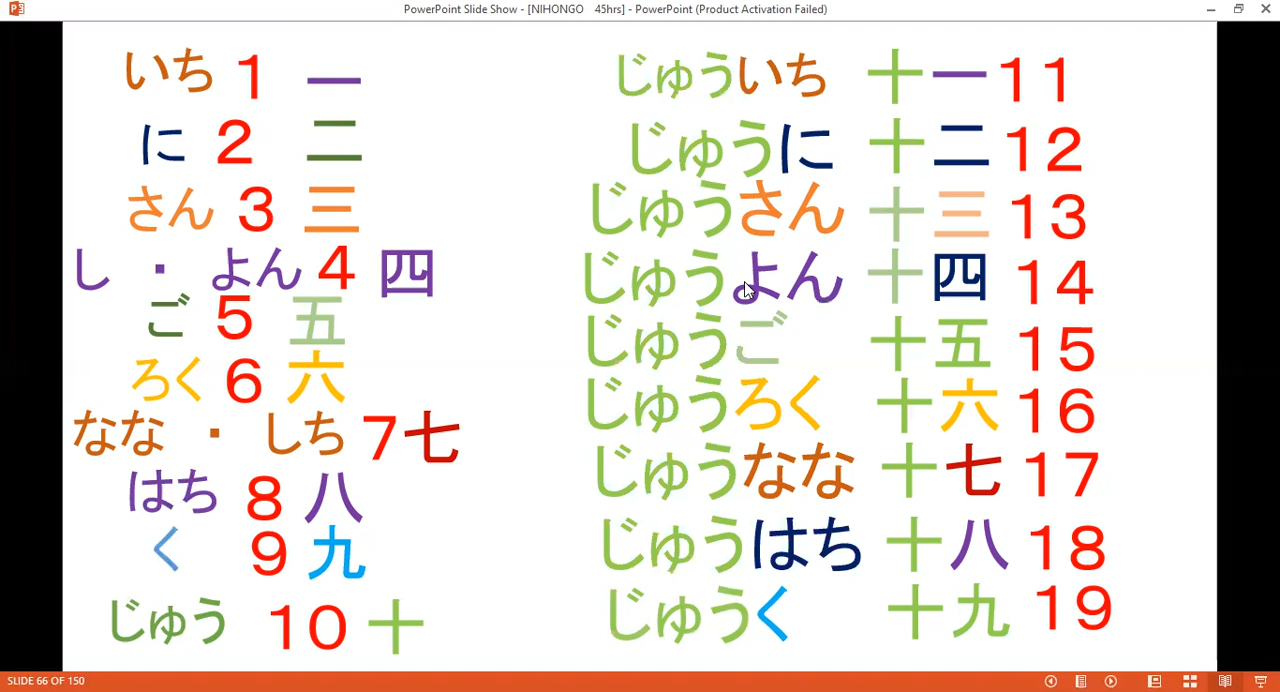 PowerPoint Slide Show - [NIHONGO 45hrs] - PowerPoint (Product Activation Failed)
いち 1 一
に 2 二
さん 3 三
し ・ よん 4 四
ご 5 五
ろく 6 六
なな ・ しち 7 七
はち 8 八
く 9 九
じゅう 10 十
じゅういち 十一 11
じゅうに 十二 12
じゅうさん 十三 13
じゅうよん 十四 14
じゅうご 十五 15
じゅうろく 十六 16
じゅうなな 十七 17
じゅうはち 十八 18
じゅうく 十九 19
SLIDE 66 OF 150